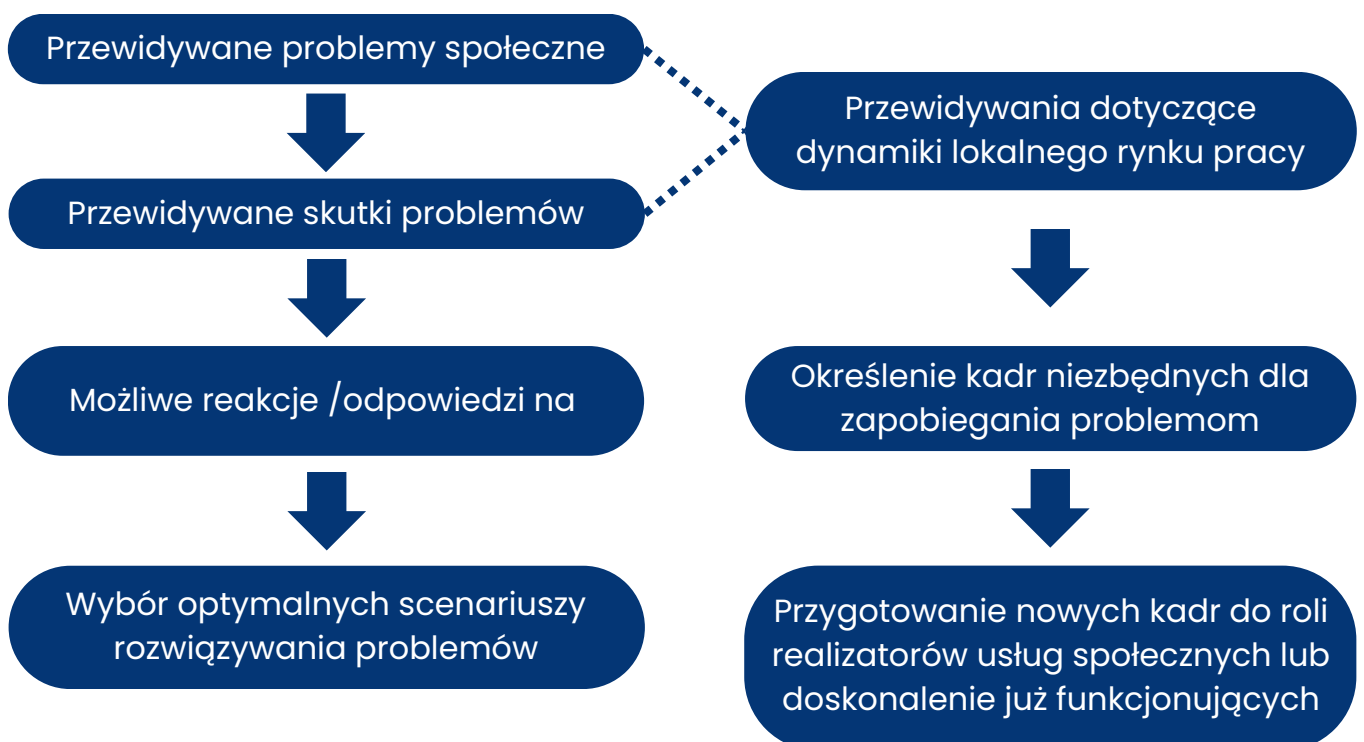 Przewidywane problemy społeczne
Przewidywane skutki problemów
Możliwe reakcje /odpowiedzi na
Wybór optymalnych scenariuszy
rozwiązywania problemów
Przewidywania dotyczące
dynamiki lokalnego rynku pracy
Określenie kadr niezbędnych dla
zapobiegania problemom
Przygotowanie nowych kadr do roli
realizatorów usług społecznych lub
doskonalenie już funkcjonujących